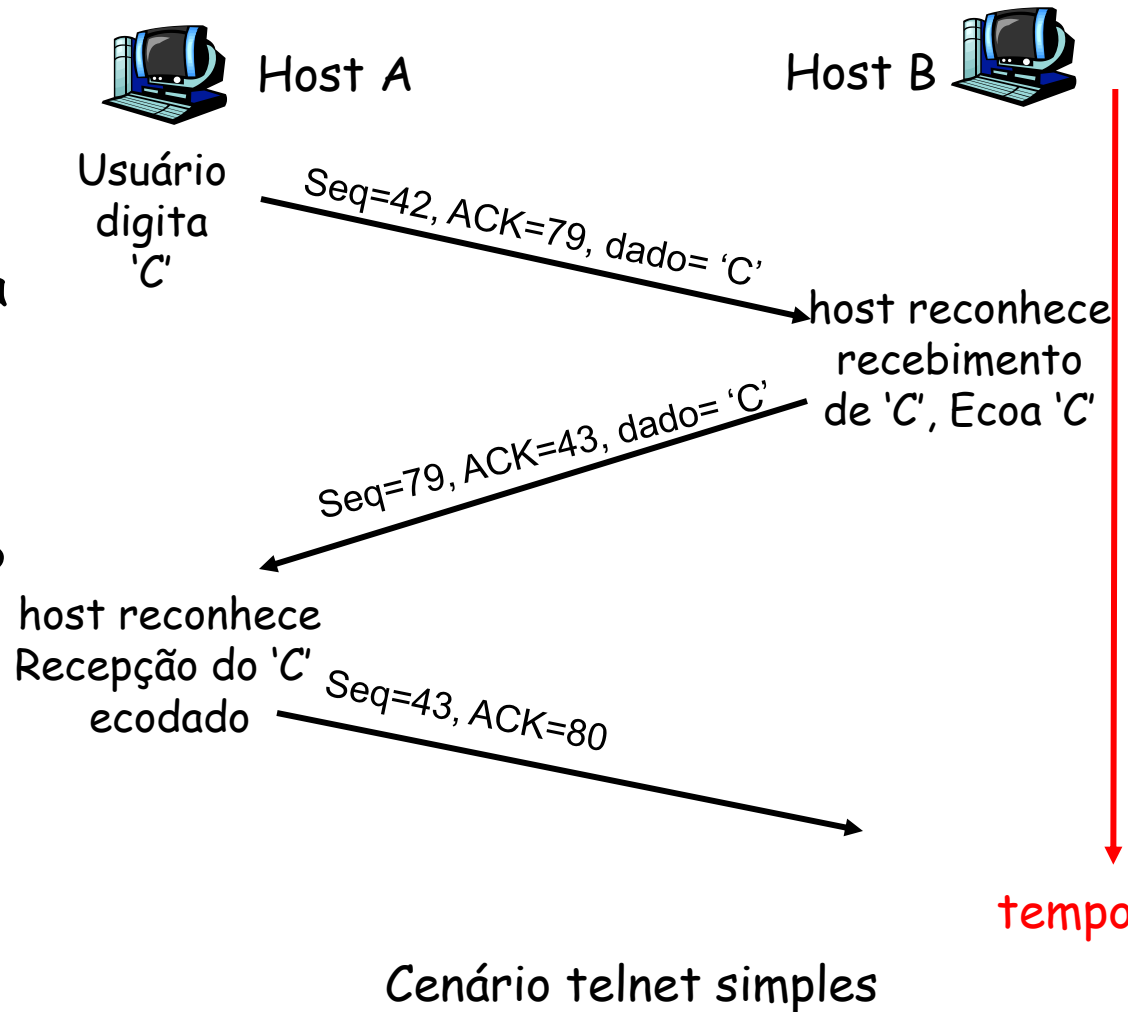 Host A
Host B
Usuário
digita
‘C’
Seq=42, ACK=79, dado= ‘C’
a
host reconhece
recebimento
de ‘C’, Ecoa ‘C’
Seq=79, ACK=43, dado= ‘C’
host reconhece
Recepção do ‘C’
ecodado
Seq=43, ACK=80
tempo
Cenário telnet simples